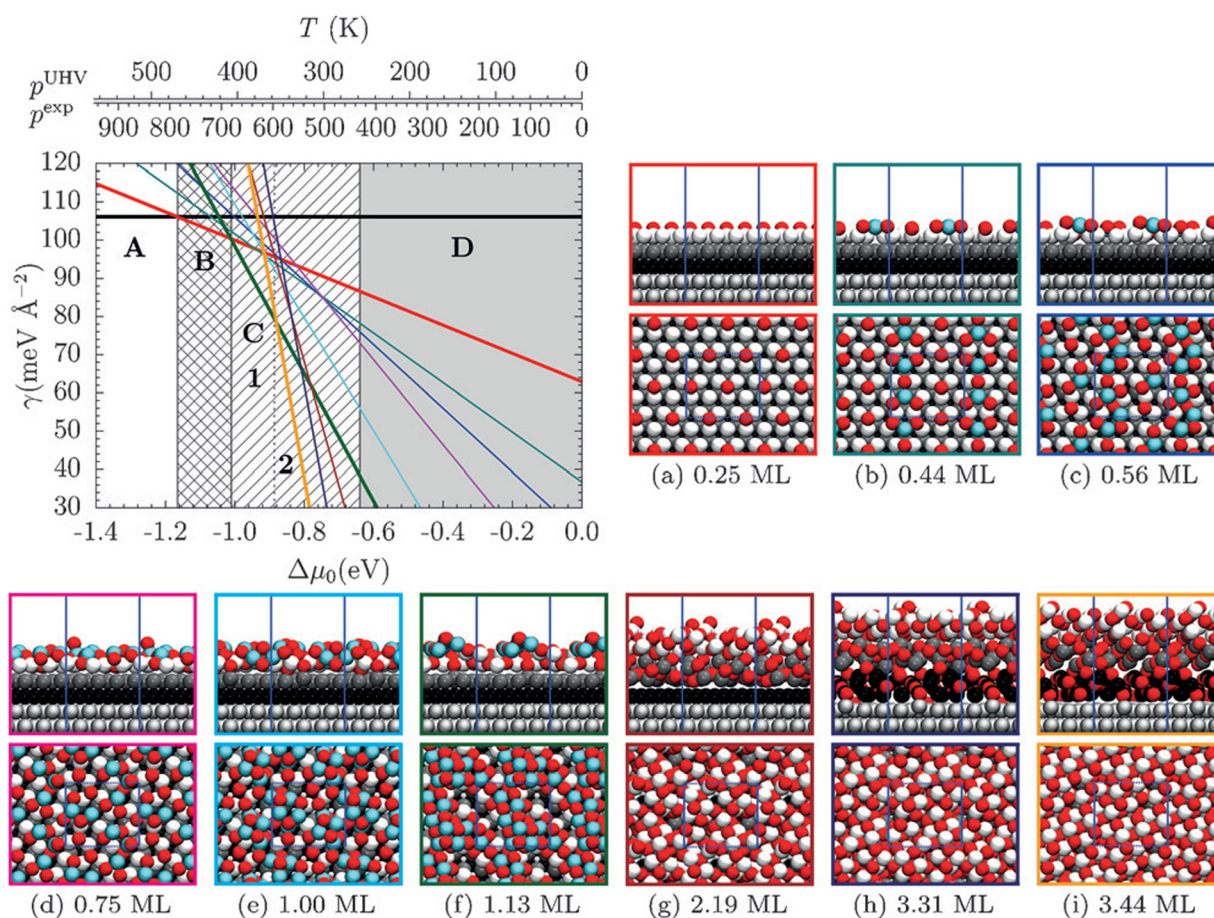 T (K)
pUHV 500 400 300 200 100 0
pexp 900 800 700 600 500 400 300 200 100 0
120
110
100
90
80
70
60
50
40
30
γ(meV Å−2)
A B C D
1
2
-1.4 -1.2 -1.0 -0.8 -0.6 -0.4 -0.2 0.0
Δμ0(eV)
(a) 0.25 ML (b) 0.44 ML (c) 0.56 ML
(d) 0.75 ML (e) 1.00 ML (f) 1.13 ML (g) 2.19 ML (h) 3.31 ML (i) 3.44 ML